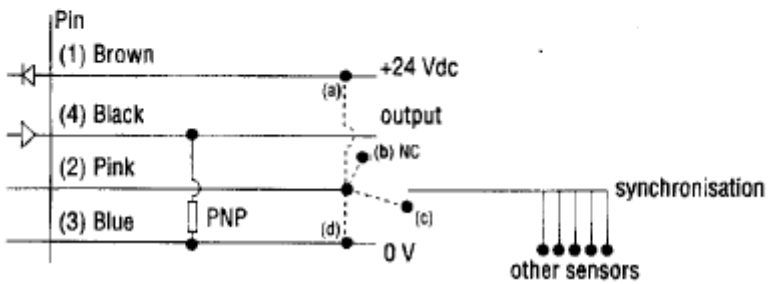 Pin
(1) Brown
+24 Vdc
(a)
(4) Black
output
(b) NC
(2) Pink
synchronisation
(c)
(3) Blue
PNP
(d)
0 V
other sensors